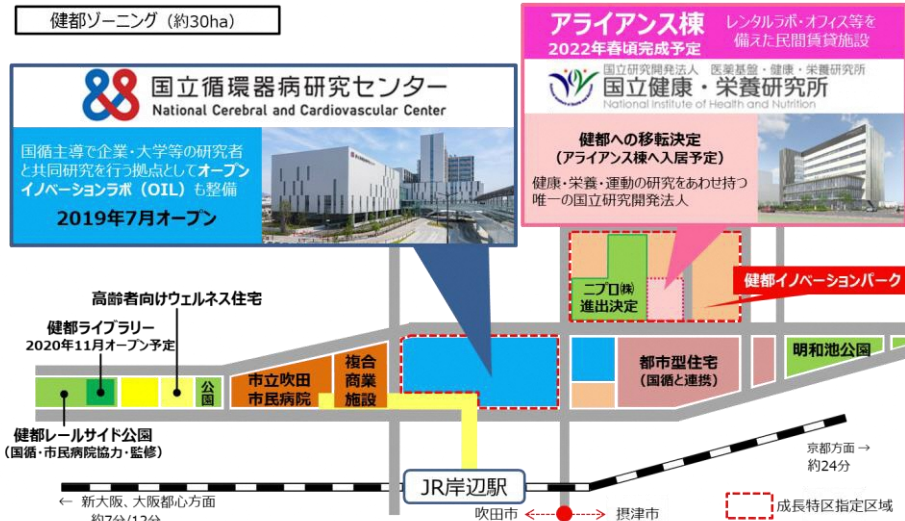 健都ゾーニング（約30ha）
アライアンス棟
2022年春頃完成予定
レンタルラボ・オフィス等を
備えた民間賃貸施設
国立研究開発法人　医薬基盤・健康・栄養研究所
国立健康・栄養研究所
National Institute of Health and Nutrition
健都への移転決定
(アライアンス棟へ入居予定)
健康・栄養・運動の研究をあわせ持つ
唯一の国立研究開発法人
国立循環器病研究センター
National Cerebral and Cardiovascular Center
国循主導で企業・大学等の研究者
と共同研究を行う拠点としてオープン
イノベーションラボ（OIL）も整備
2019年7月オープン
ニプロ㈱
進出決定
健都イノベーションパーク
高齢者向けウェルネス住宅
健都ライブラリー
2020年11月オープン予定
公園
市立吹田
市民病院
複合
商業
施設
都市型住宅
(国循と連携)
明和池公園
健都レールサイド公園
(国循・市民病院協力・監修)
JR岸辺駅
京都方面 →
約24分
← 新大阪、大阪都心方面
約7分/12分
吹田市
摂津市
成長特区指定区域